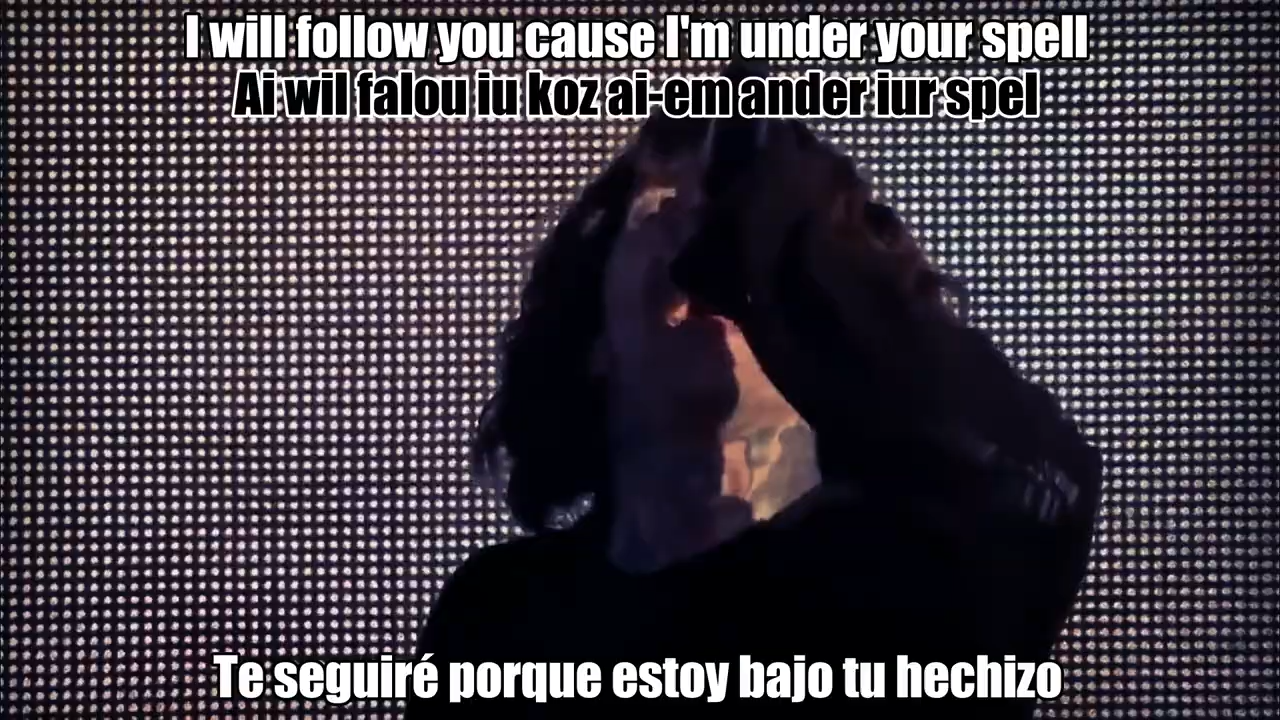 I will follow you cause I'm under your spell
Ai wil falou iu koz ai-em ander iur spel
Te seguiré porque estoy bajo tu hechizo